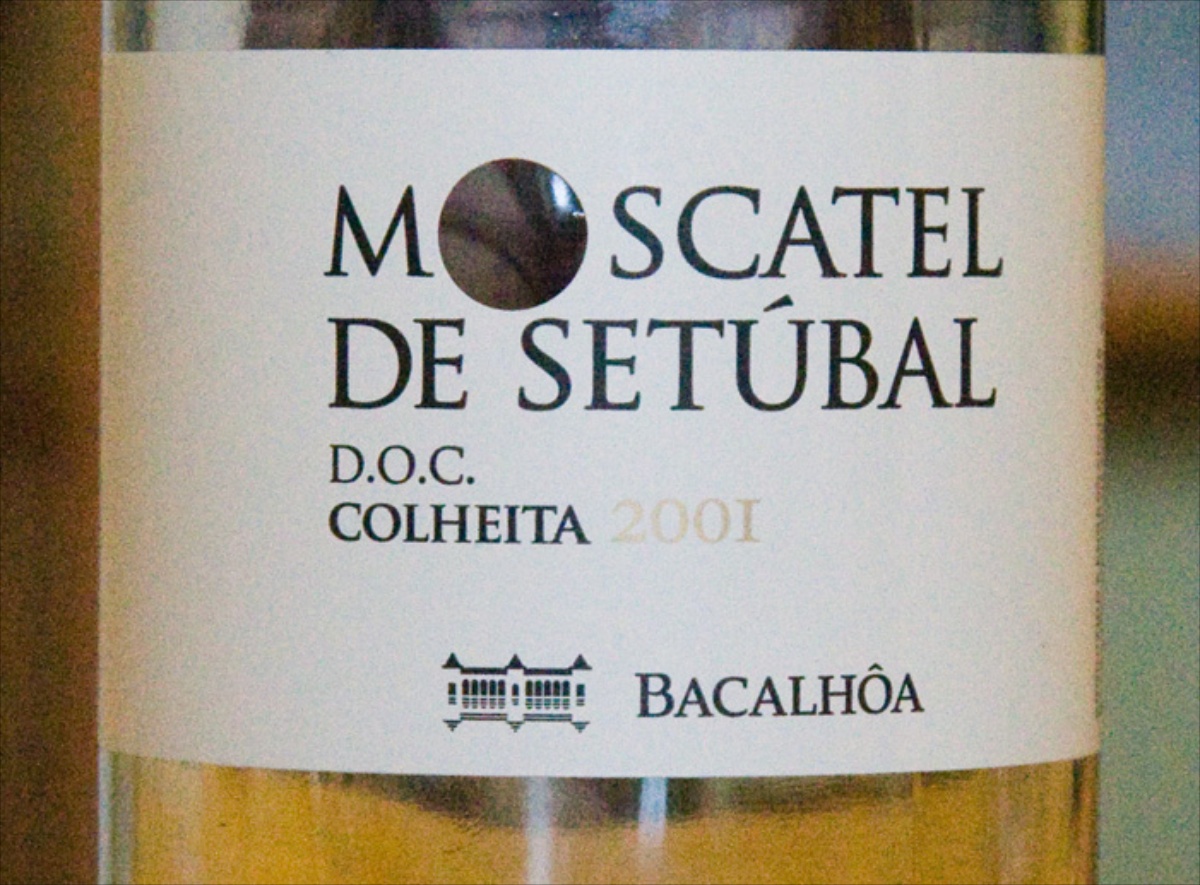 MOSCATEL
DE SETÚBAL
D.O.C.
COLHEITA 2001
BACALHÔA